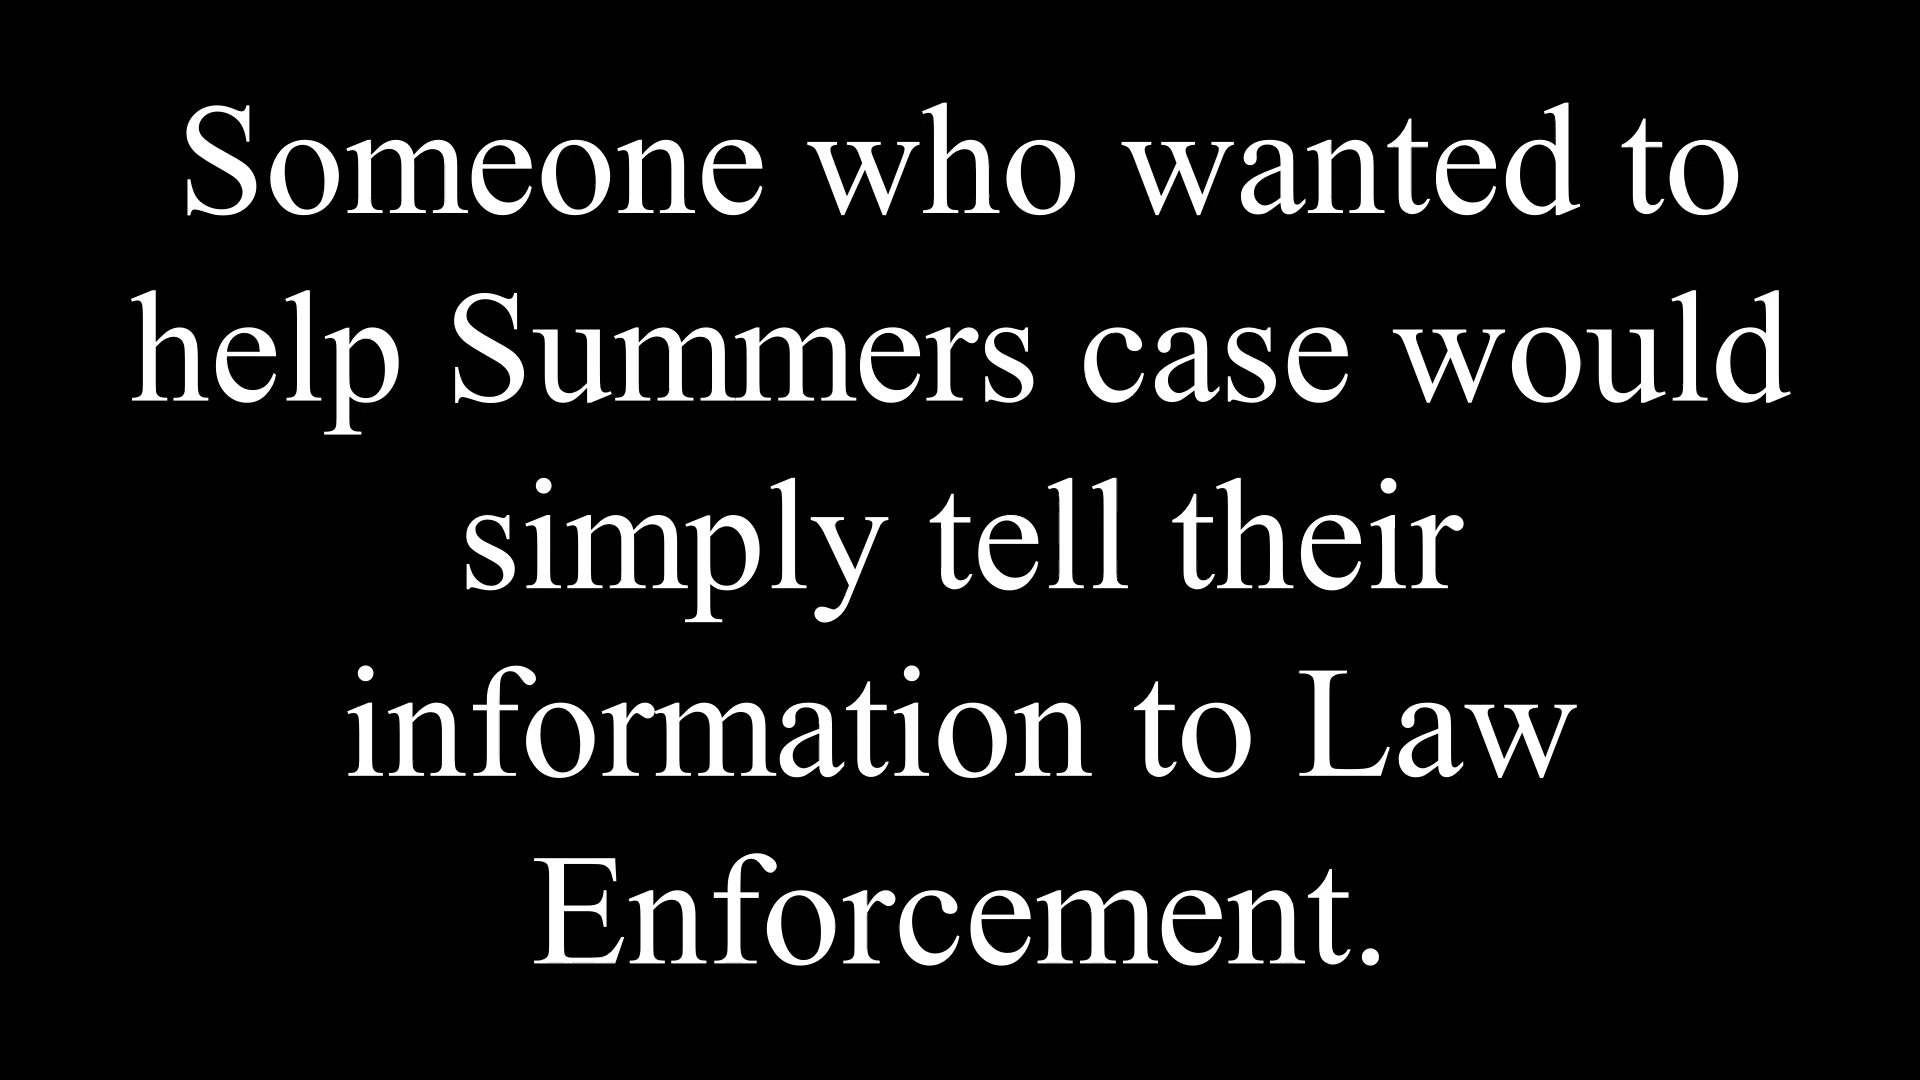 Someone who wanted to
help Summers case would
simply tell their
information to Law
Enforcement.